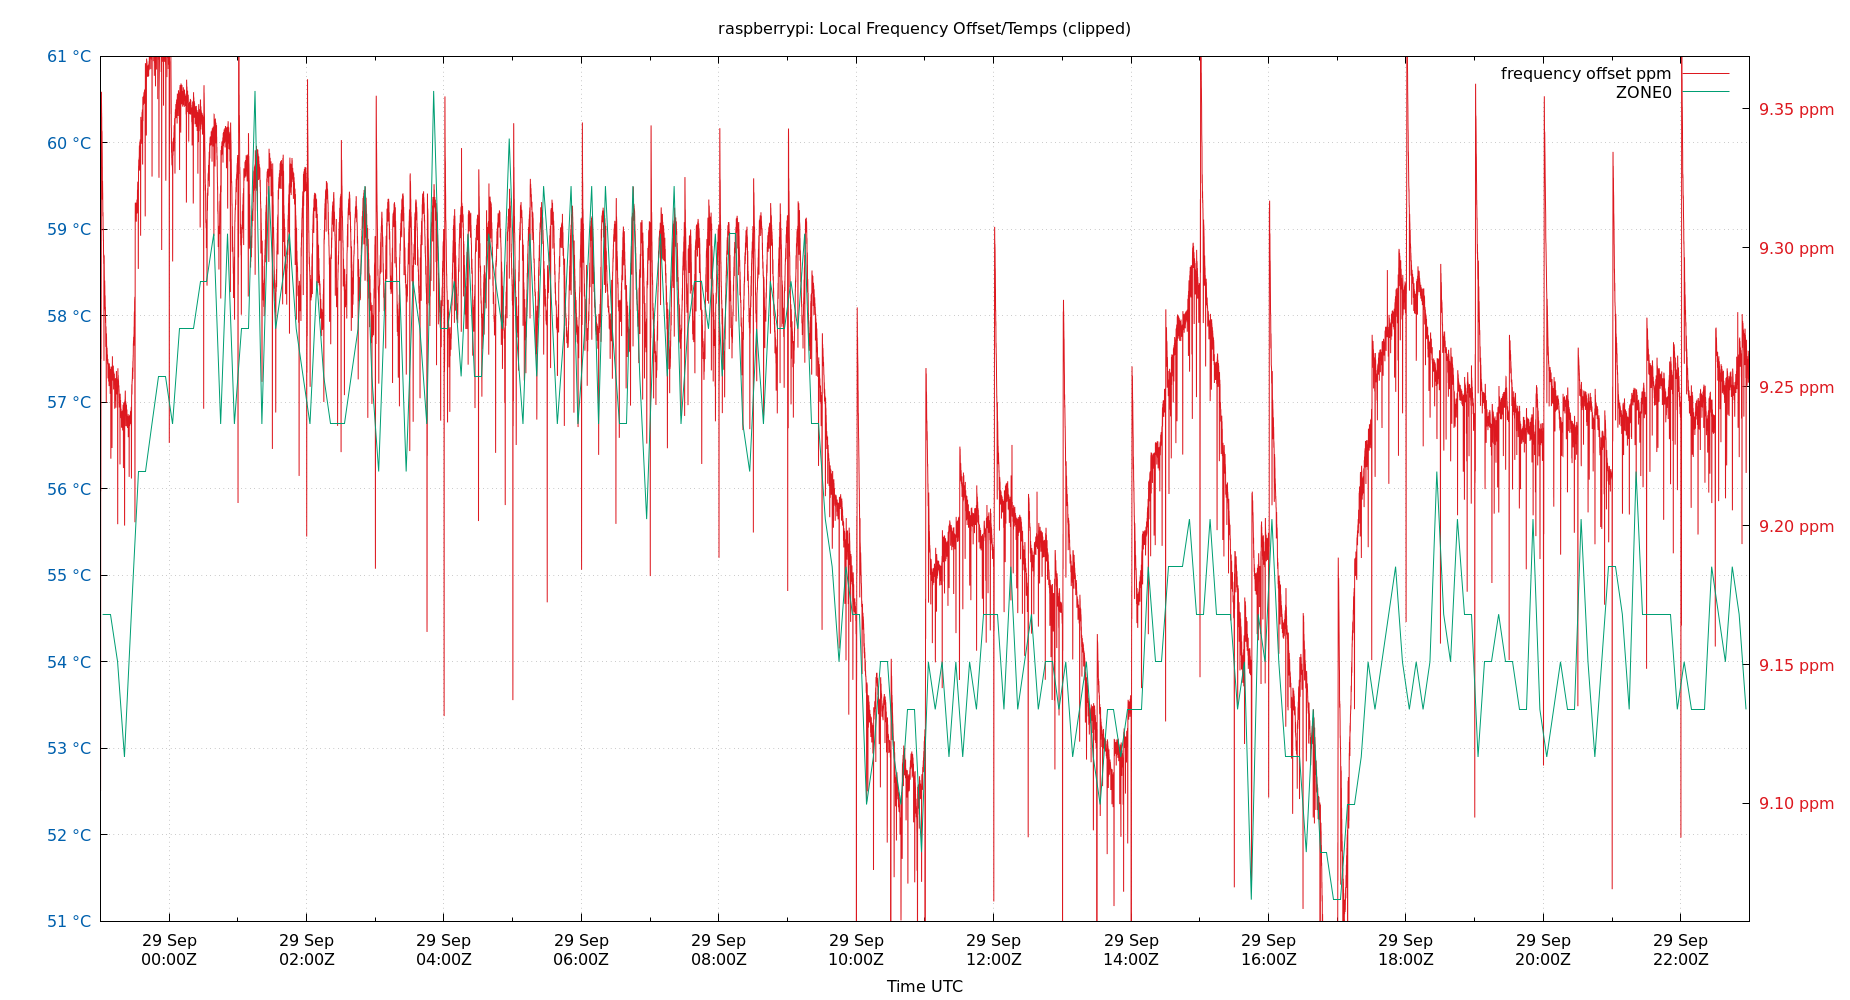 raspberrypi: Local Frequency Offset/Temps (clipped)
frequency offset ppm
ZONE0
61 °C
60 °C
59 °C
58 °C
57 °C
56 °C
55 °C
54 °C
53 °C
52 °C
51 °C
9.35 ppm
9.30 ppm
9.25 ppm
9.20 ppm
9.15 ppm
9.10 ppm
29 Sep 29 Sep 29 Sep 29 Sep 29 Sep 29 Sep 29 Sep 29 Sep 29 Sep 29 Sep 29 Sep 29 Sep
00:00Z 02:00Z 04:00Z 06:00Z 08:00Z 10:00Z 12:00Z 14:00Z 16:00Z 18:00Z 20:00Z 22:00Z
Time UTC